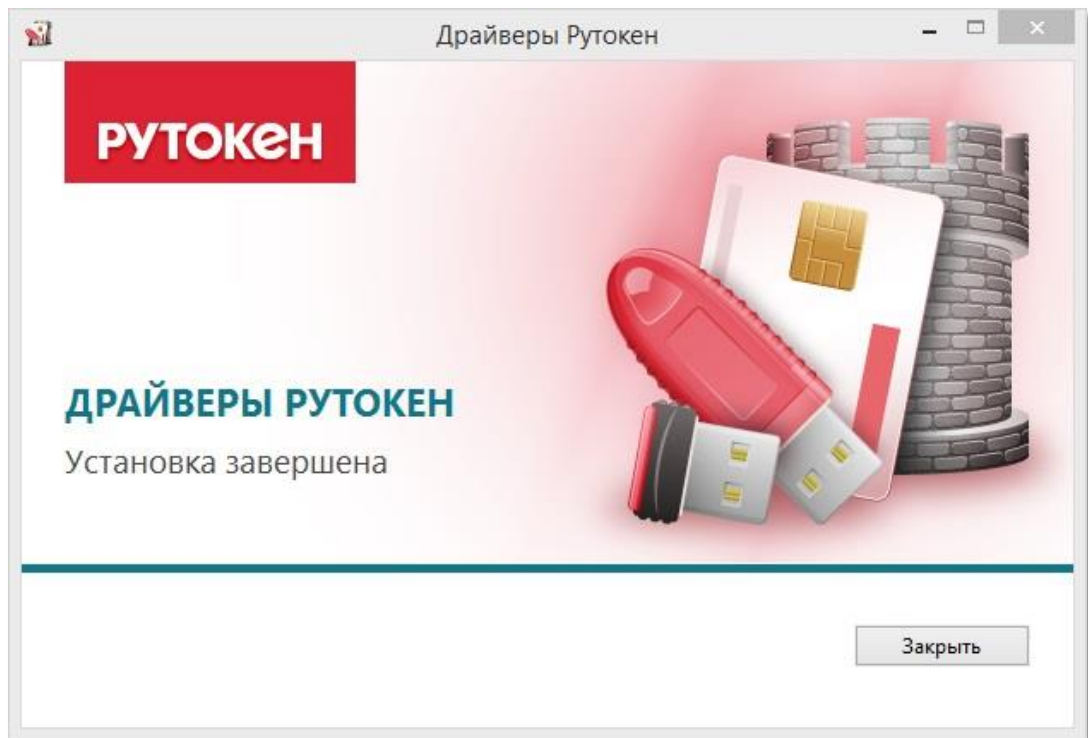 Драйверы Рутокен
РУТОКЕН
ДРАЙВЕРЫ РУТОКЕН
Установка завершена
Закрыть